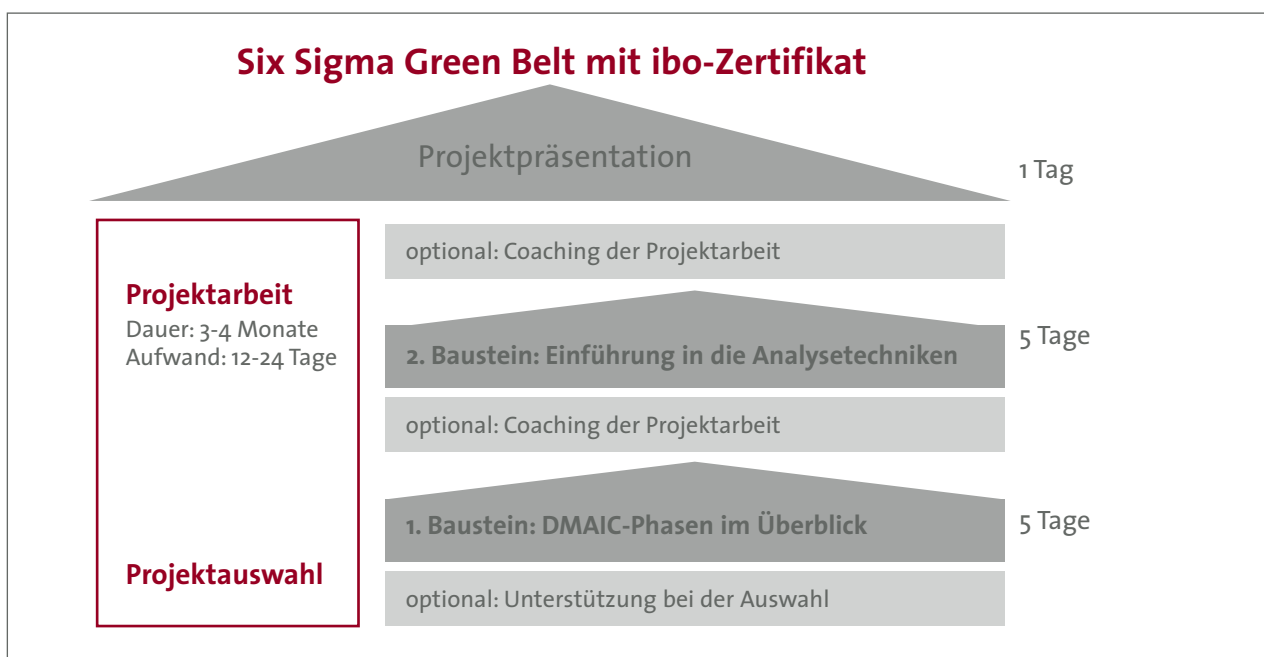 Six Sigma Green Belt mit ibo-Zertifikat
Projektpräsentation
1 Tag
optional: Coaching der Projektarbeit
Projektarbeit
Dauer: 3-4 Monate
Aufwand: 12-24 Tage
2. Baustein: Einführung in die Analysetechniken
5 Tage
optional: Coaching der Projektarbeit
1. Baustein: DMAIC-Phasen im Überblick
5 Tage
Projektauswahl
optional: Unterstützung bei der Auswahl